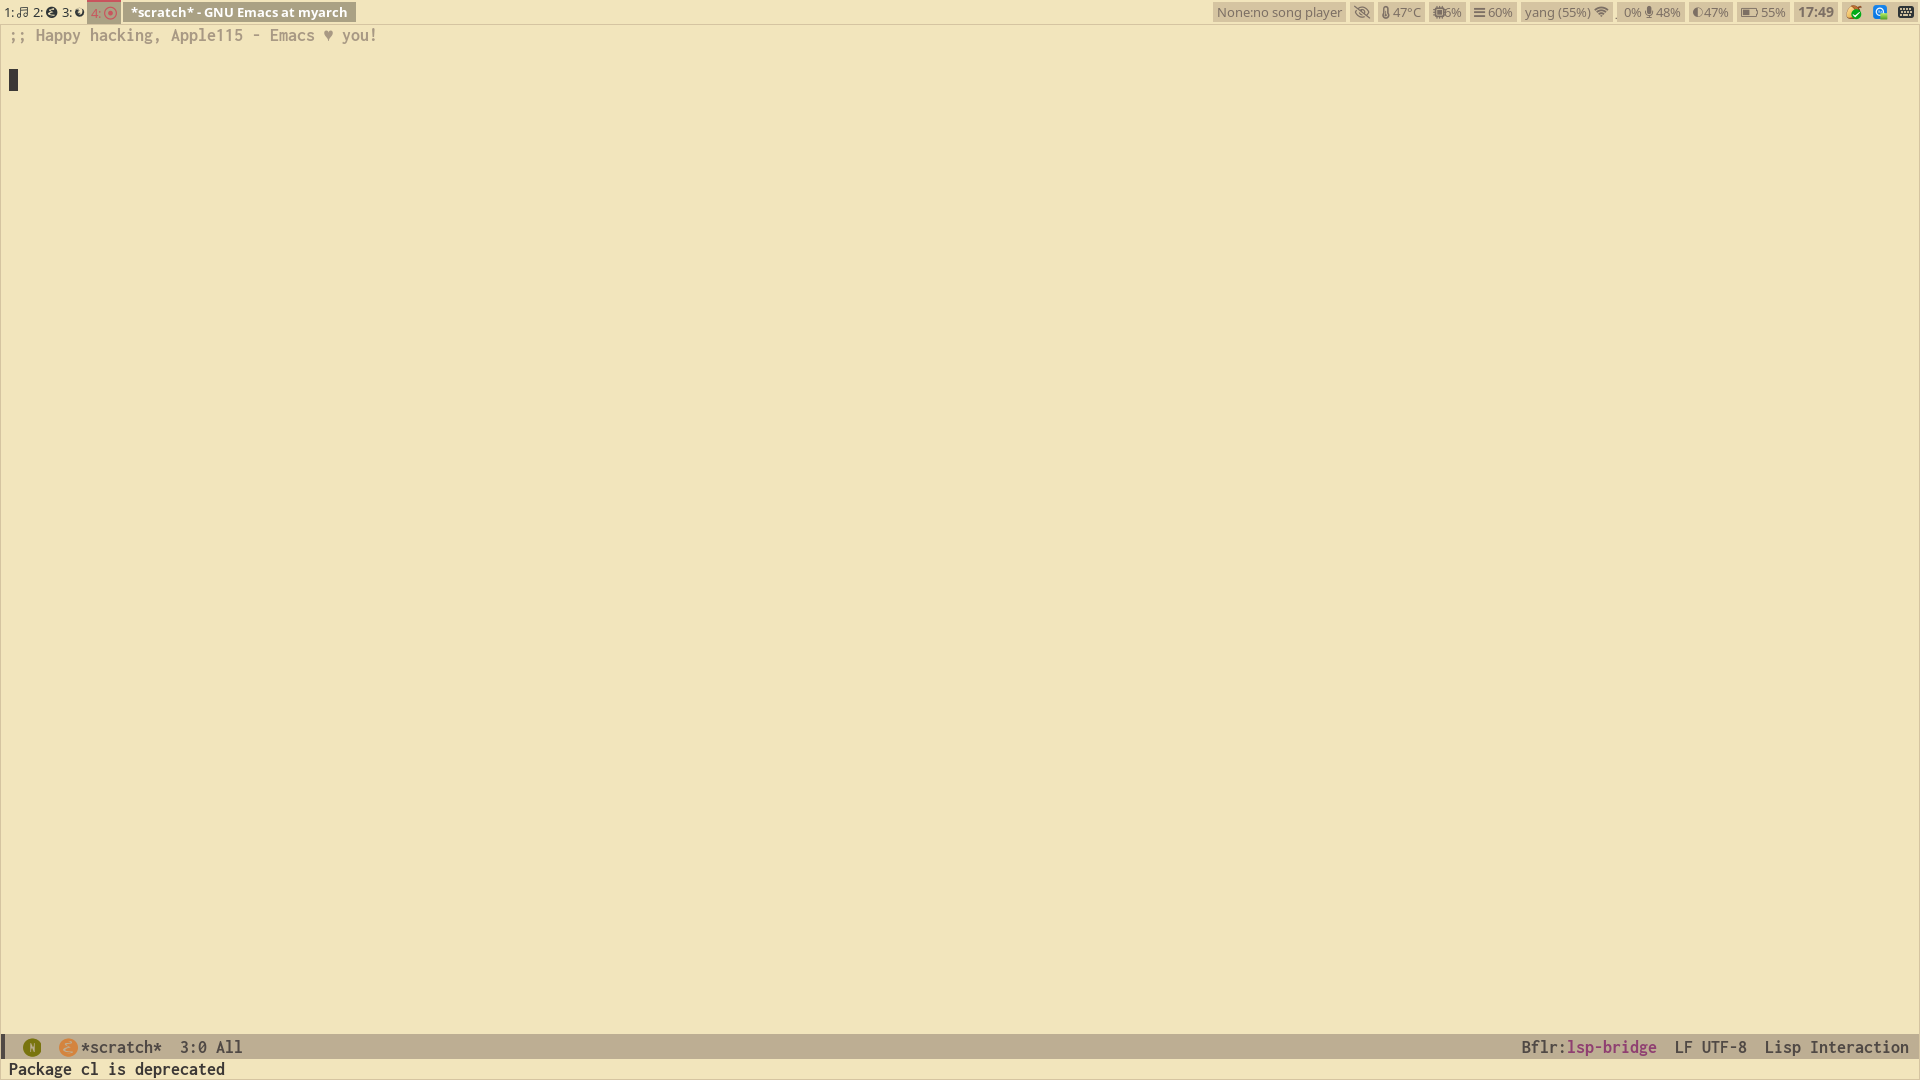 1: 2: 3: 4: *scratch* - GNU Emacs at myarch None:no song player 47°C 6% 60% yang (55%) 0% 48% 47% 55% 17:49
;; Happy hacking, Apple115 - Emacs ♥ you!
N *scratch* 3:0 All Bflr:lsp-bridge LF UTF-8 Lisp Interaction
Package cl is deprecated